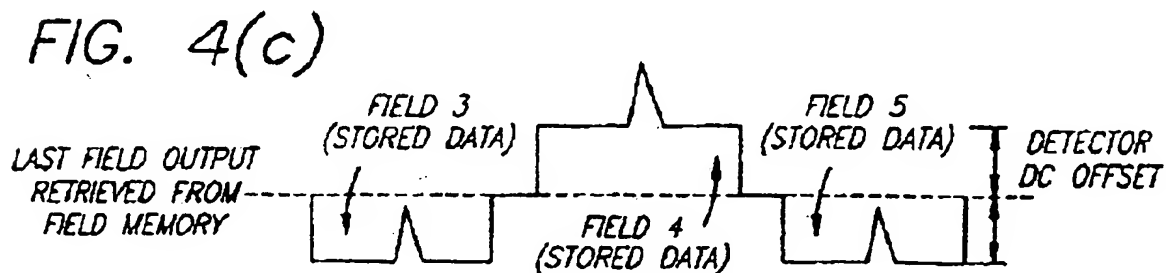 FIG. 4(c)
FIELD 3
(STORED DATA)
FIELD 5
(STORED DATA)
LAST FIELD OUTPUT
RETRIEVED FROM
FIELD MEMORY
DETECTOR
DC OFFSET
FIELD 4
(STORED DATA)